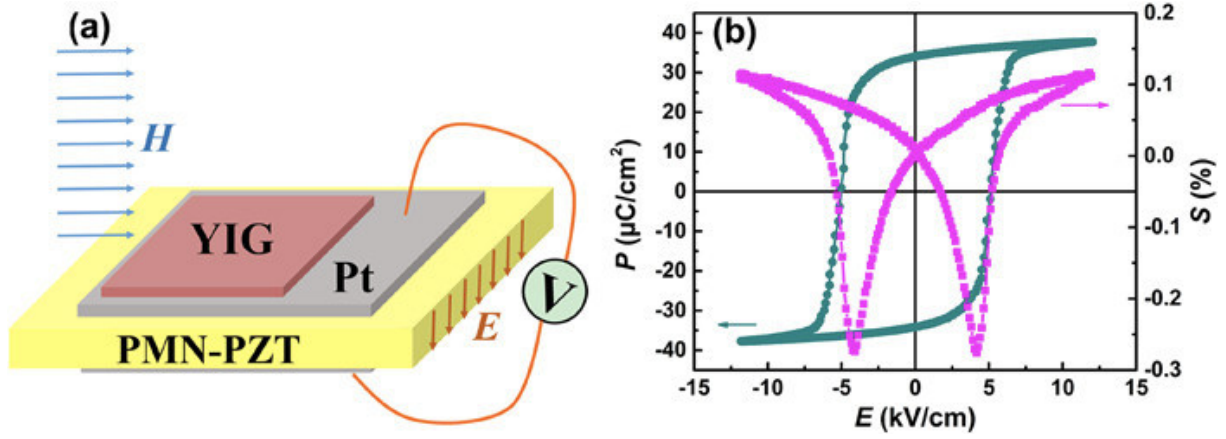 (a)
H
YIG
Pt
V
E
PMN-PZT
(b)
40
30
20
10
0
-10
-20
-30
-40
P (µC/cm²)
0.2
0.1
0.0
-0.1
-0.2
-0.3
S (%)
-15 -10 -5 0 5 10 15
E (kV/cm)